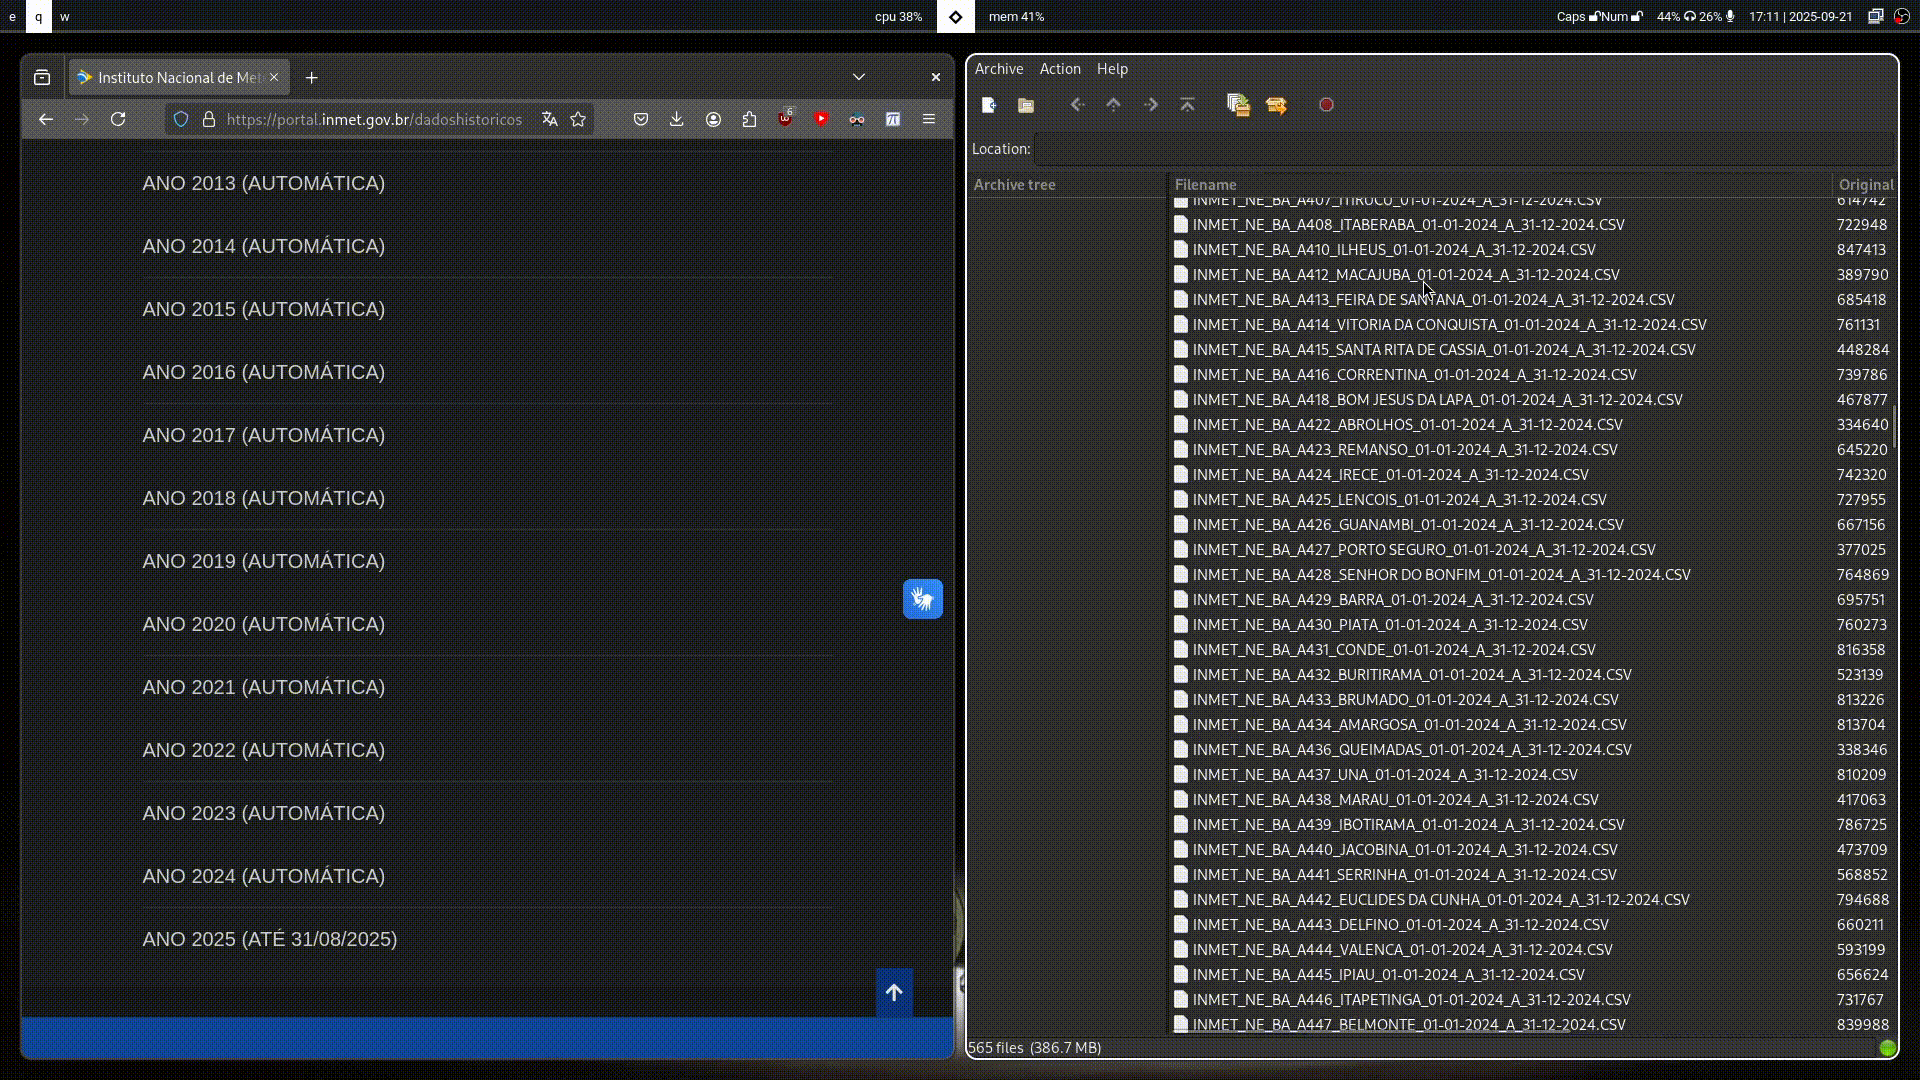 e q w
cpu 38%
mem 41%
Caps Num 44% 26% 17:11 | 2025-09-21
Instituto Nacional de Met
https://portal.inmet.gov.br/dadoshistoricos
6
ANO 2013 (AUTOMÁTICA)
ANO 2014 (AUTOMÁTICA)
ANO 2015 (AUTOMÁTICA)
ANO 2016 (AUTOMÁTICA)
ANO 2017 (AUTOMÁTICA)
ANO 2018 (AUTOMÁTICA)
ANO 2019 (AUTOMÁTICA)
ANO 2020 (AUTOMÁTICA)
ANO 2021 (AUTOMÁTICA)
ANO 2022 (AUTOMÁTICA)
ANO 2023 (AUTOMÁTICA)
ANO 2024 (AUTOMÁTICA)
ANO 2025 (ATÉ 31/08/2025)
Archive Action Help
Location:
Archive tree Filename Original
INMET_NE_BA_A407_ITIRUCU_01-01-2024_A_31-12-2024.CSV 614742
INMET_NE_BA_A408_ITABERABA_01-01-2024_A_31-12-2024.CSV 722948
INMET_NE_BA_A410_ILHEUS_01-01-2024_A_31-12-2024.CSV 847413
INMET_NE_BA_A412_MACAJUBA_01-01-2024_A_31-12-2024.CSV 389790
INMET_NE_BA_A413_FEIRA DE SANTANA_01-01-2024_A_31-12-2024.CSV 685418
INMET_NE_BA_A414_VITORIA DA CONQUISTA_01-01-2024_A_31-12-2024.CSV 761131
INMET_NE_BA_A415_SANTA RITA DE CASSIA_01-01-2024_A_31-12-2024.CSV 448284
INMET_NE_BA_A416_CORRENTINA_01-01-2024_A_31-12-2024.CSV 739786
INMET_NE_BA_A418_BOM JESUS DA LAPA_01-01-2024_A_31-12-2024.CSV 467877
INMET_NE_BA_A422_ABROLHOS_01-01-2024_A_31-12-2024.CSV 334640
INMET_NE_BA_A423_REMANSO_01-01-2024_A_31-12-2024.CSV 645220
INMET_NE_BA_A424_IRECE_01-01-2024_A_31-12-2024.CSV 742320
INMET_NE_BA_A425_LENCOIS_01-01-2024_A_31-12-2024.CSV 727955
INMET_NE_BA_A426_GUANAMBI_01-01-2024_A_31-12-2024.CSV 667156
INMET_NE_BA_A427_PORTO SEGURO_01-01-2024_A_31-12-2024.CSV 377025
INMET_NE_BA_A428_SENHOR DO BONFIM_01-01-2024_A_31-12-2024.CSV 764869
INMET_NE_BA_A429_BARRA_01-01-2024_A_31-12-2024.CSV 695751
INMET_NE_BA_A430_PIATA_01-01-2024_A_31-12-2024.CSV 760273
INMET_NE_BA_A431_CONDE_01-01-2024_A_31-12-2024.CSV 816358
INMET_NE_BA_A432_BURITIRAMA_01-01-2024_A_31-12-2024.CSV 523139
INMET_NE_BA_A433_BRUMADO_01-01-2024_A_31-12-2024.CSV 813226
INMET_NE_BA_A434_AMARGOSA_01-01-2024_A_31-12-2024.CSV 813704
INMET_NE_BA_A436_QUEIMADAS_01-01-2024_A_31-12-2024.CSV 338346
INMET_NE_BA_A437_UNA_01-01-2024_A_31-12-2024.CSV 810209
INMET_NE_BA_A438_MARAU_01-01-2024_A_31-12-2024.CSV 417063
INMET_NE_BA_A439_IBOTIRAMA_01-01-2024_A_31-12-2024.CSV 786725
INMET_NE_BA_A440_JACOBINA_01-01-2024_A_31-12-2024.CSV 473709
INMET_NE_BA_A441_SERRINHA_01-01-2024_A_31-12-2024.CSV 568852
INMET_NE_BA_A442_EUCLIDES DA CUNHA_01-01-2024_A_31-12-2024.CSV 794688
INMET_NE_BA_A443_DELFINO_01-01-2024_A_31-12-2024.CSV 660211
INMET_NE_BA_A444_VALENCA_01-01-2024_A_31-12-2024.CSV 593199
INMET_NE_BA_A445_IPIAU_01-01-2024_A_31-12-2024.CSV 656624
INMET_NE_BA_A446_ITAPETINGA_01-01-2024_A_31-12-2024.CSV 731767
INMET_NE_BA_A447_BELMONTE_01-01-2024_A_31-12-2024.CSV 839988
565 files (386.7 MB)